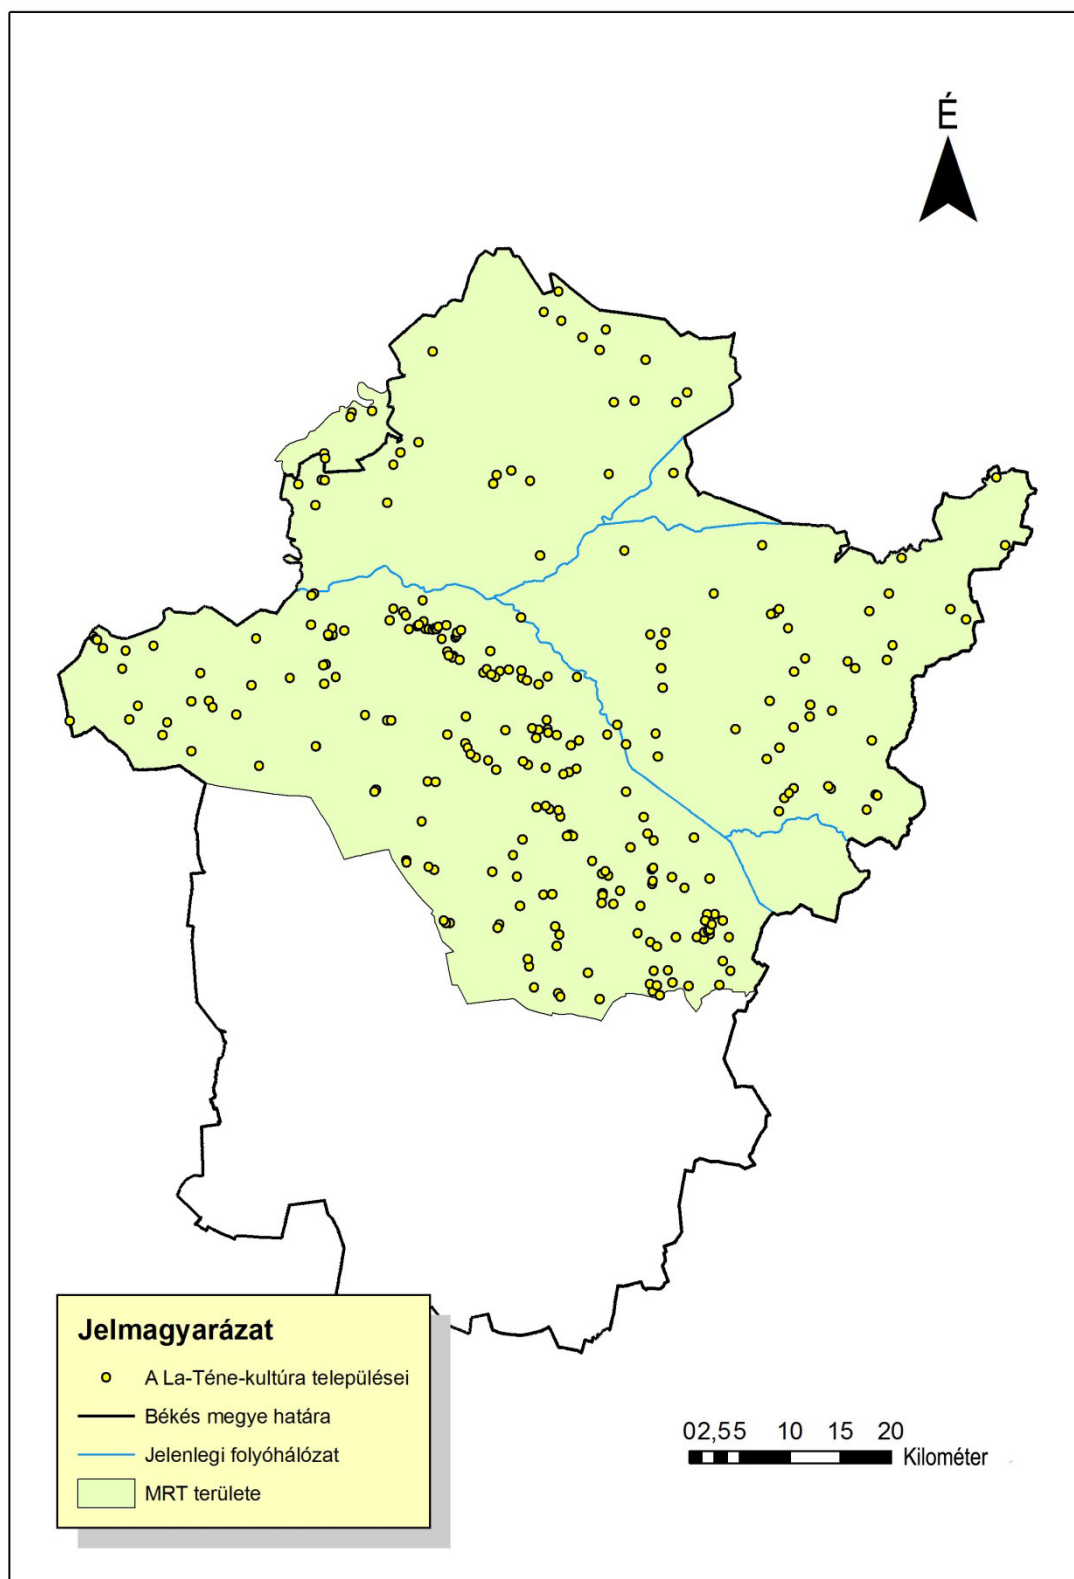 É
Jelmagyarázat
A La-Téne-kultúra települései
Békés megye határa
Jelenlegi folyóhálózat
MRT területe
02,55 10 15 20
Kilométer